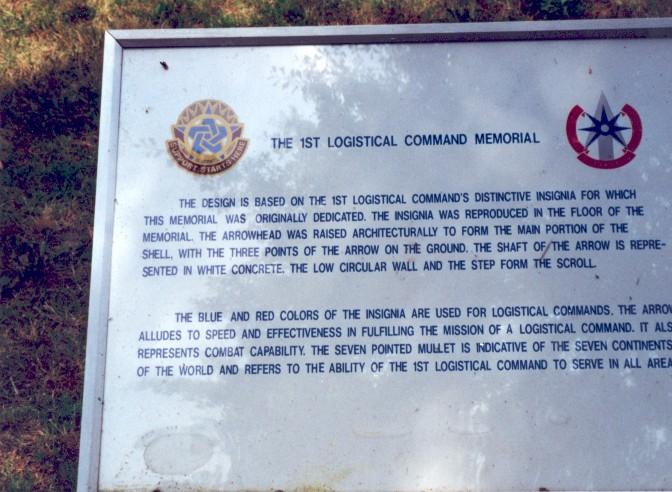 SUPPORT STARTS HERE
THE 1ST LOGISTICAL COMMAND MEMORIAL
THE DESIGN IS BASED ON THE 1ST LOGISTICAL COMMAND'S DISTINCTIVE INSIGNIA FOR WHICH
THIS MEMORIAL WAS ORIGINALLY DEDICATED. THE INSIGNIA WAS REPRODUCED IN THE FLOOR OF THE
MEMORIAL. THE ARROWHEAD WAS RAISED ARCHITECTURALLY TO FORM THE MAIN PORTION OF THE
SHELL, WITH THE THREE POINTS OF THE ARROW ON THE GROUND. THE SHAFT OF THE ARROW IS REPRE-
SENTED IN WHITE CONCRETE. THE LOW CIRCULAR WALL AND THE STEP FORM THE SCROLL.
THE BLUE AND RED COLORS OF THE INSIGNIA ARE USED FOR LOGISTICAL COMMANDS. THE ARROW
ALLUDES TO SPEED AND EFFECTIVENESS IN FULFILLING THE MISSION OF A LOGISTICAL COMMAND. IT ALS
REPRESENTS COMBAT CAPABILITY. THE SEVEN POINTED MULLET IS INDICATIVE OF THE SEVEN CONTINENTS
OF THE WORLD AND REFERS TO THE ABILITY OF THE 1ST LOGISTICAL COMMAND TO SERVE IN ALL AREA